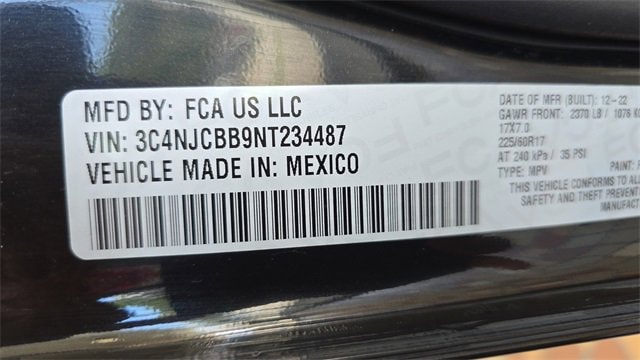 MFD BY: FCA US LLC
VIN: 3C4NJCBB9NT234487
VEHICLE MADE IN: MEXICO
DATE OF MFR (BUILT): 12-22
GAWR FRONT: 2370 LB / 1076
17X7.0
225/60R17
AT 240 kPa / 35 PSI
TYPE: MPV PAINT:
THIS VEHICLE CONFORMS TO
SAFETY AND THEFT